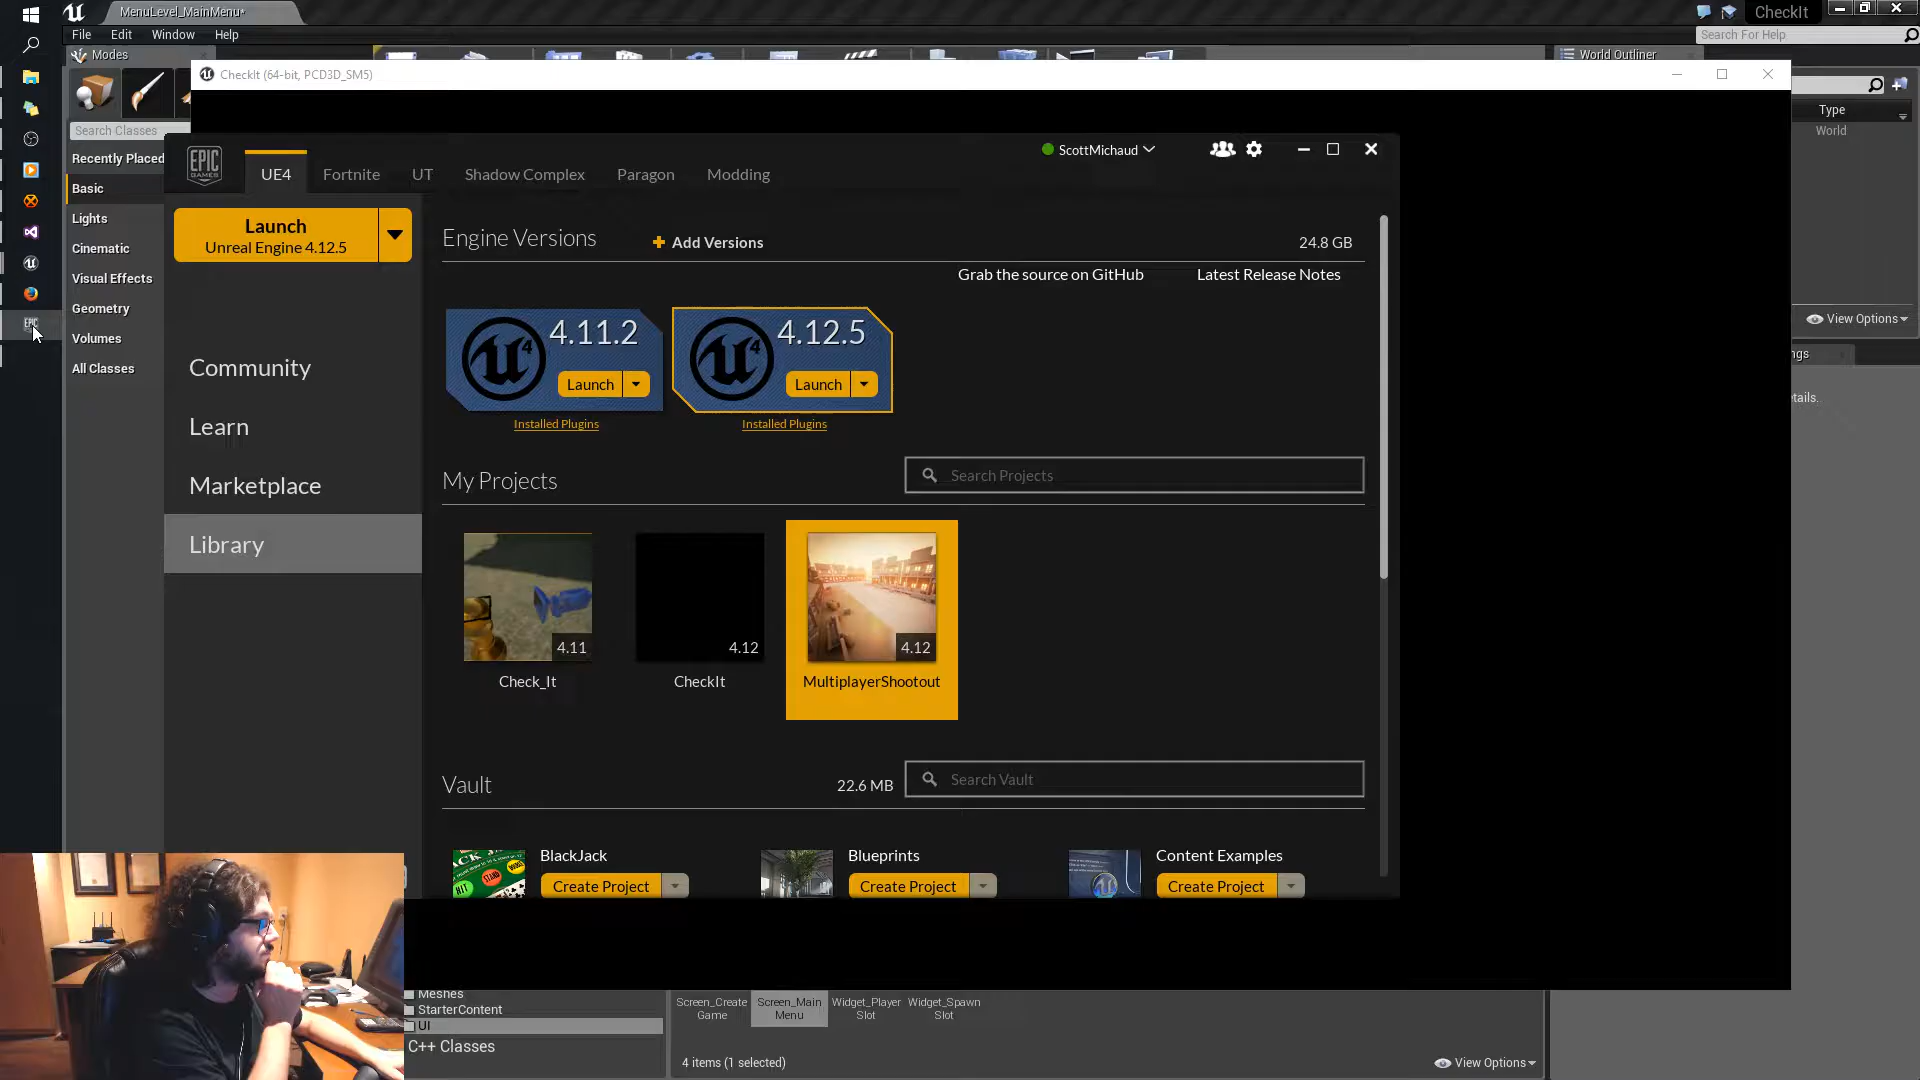 MenuLevel_MainMenu*
CheckIt
File Edit Window Help
Search For Help
Modes
World Outliner
CheckIt (64-bit, PCD3D_SM5)
Type
World
Search Classes
Recently Placed
Basic
Lights
Cinematic
Visual Effects
Geometry
Volumes
All Classes
View Options
ngs
etails.
EPIC
GAMES
UE4 Fortnite UT Shadow Complex Paragon Modding
ScottMichaud
Launch
Unreal Engine 4.12.5
Community
Learn
Marketplace
Library
Engine Versions
Add Versions
24.8 GB
Grab the source on GitHub
Latest Release Notes
4.11.2
Launch
Installed Plugins
4.12.5
Launch
Installed Plugins
My Projects
Search Projects
4.11
Check_It
4.12
CheckIt
4.12
MultiplayerShootout
Vault
22.6 MB
Search Vault
BlackJack
Create Project
Blueprints
Create Project
Content Examples
Create Project
HIT
STAND
Meshes
StarterContent
UI
C++ Classes
Screen_Create
Game
Screen_Main
Menu
Widget_Player
Slot
Widget_Spawn
Slot
4 items (1 selected)
View Options